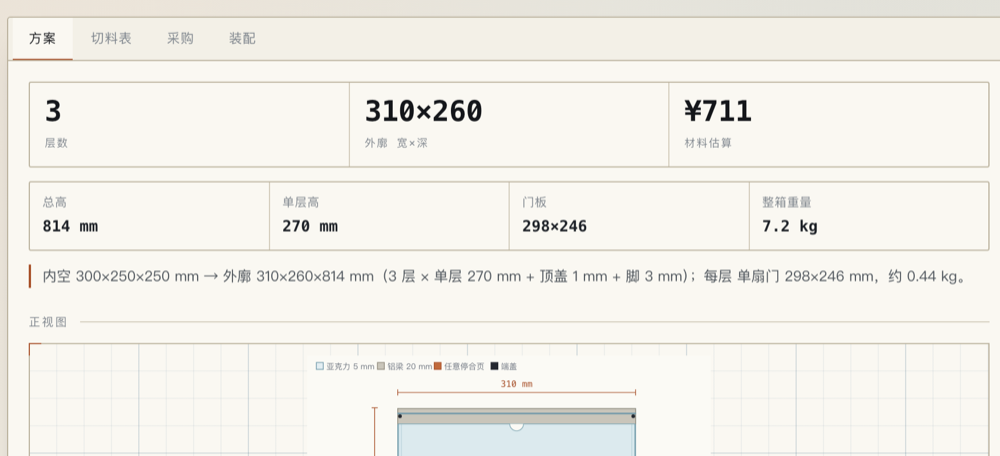 方案 切料表 采购 装配
3 310×260 ¥711
层数 外廓 宽×深 材料估算
总高 单层高 门板 整箱重量
814 mm 270 mm 298×246 7.2 kg
内空 300×250×250 mm → 外廓 310×260×814 mm（3 层 × 单层 270 mm + 顶盖 1 mm + 脚 3 mm）；每层 单扇门 298×246 mm，约 0.44 kg。
正视图
亚克力 5 mm 铝梁 20 mm 任意停合页 端盖
310 mm